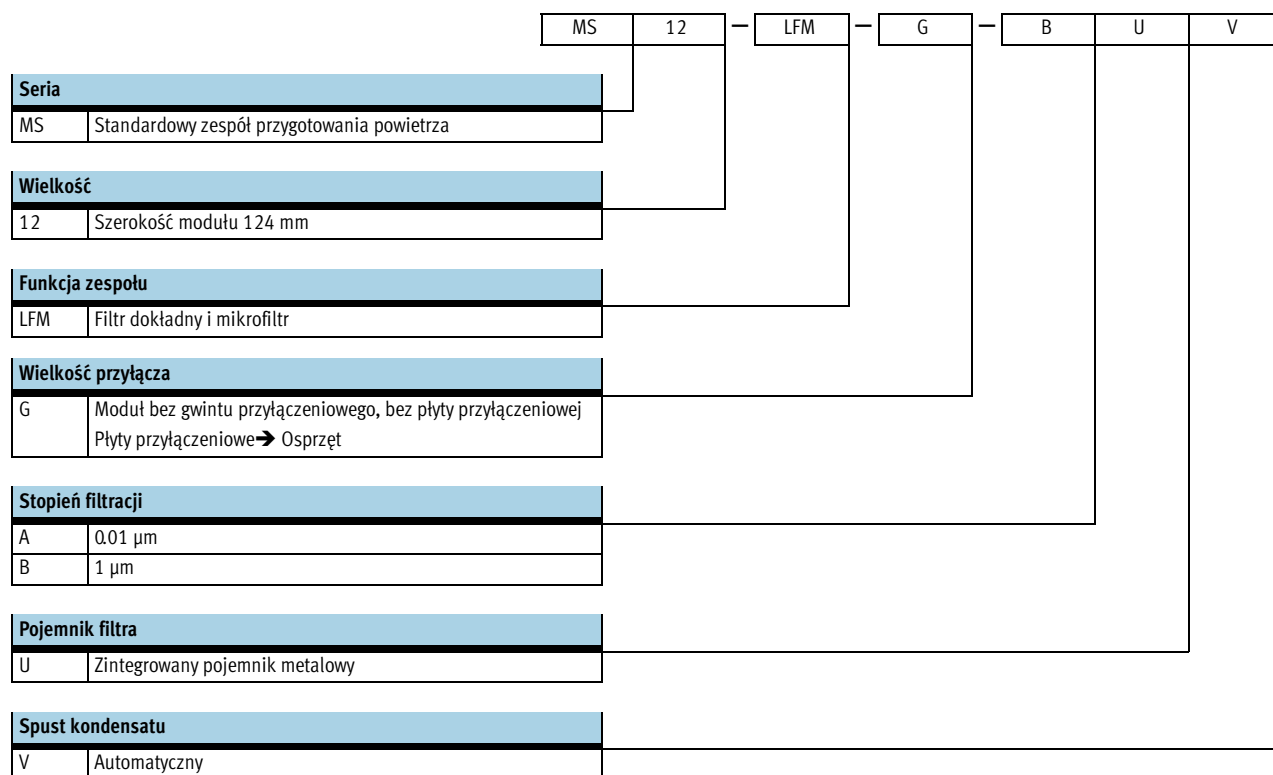 MS 12 – LFM – G – B U V
Seria
MS Standardowy zespół przygotowania powietrza
Wielkość
12 Szerokość modułu 124 mm
Funkcja zespołu
LFM Filtr dokładny i mikrofiltr
Wielkość przyłącza
G Moduł bez gwintu przyłączeniowego, bez płyty przyłączeniowej
Płyty przyłączeniowe➔ Osprzęt
Stopień filtracji
A 0.01 µm
B 1 µm
Pojemnik filtra
U Zintegrowany pojemnik metalowy
Spust kondensatu
V Automatyczny